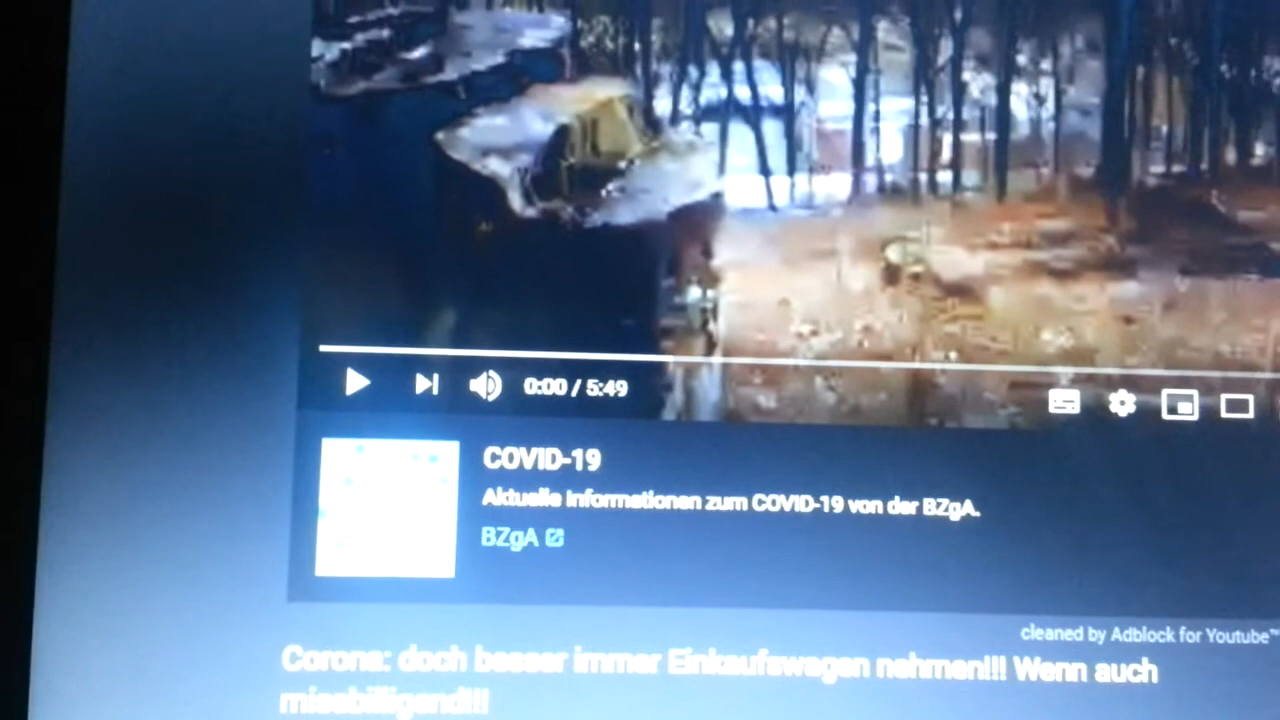 0:00 / 5:49
COVID-19
Aktuelle Informationen zum COVID-19 von der BZgA.
BZgA
cleaned by Adblock for Youtube™
Corona: doch besser immer Einkaufswagen nehmen!!! Wenn auch
missbilligend!!!